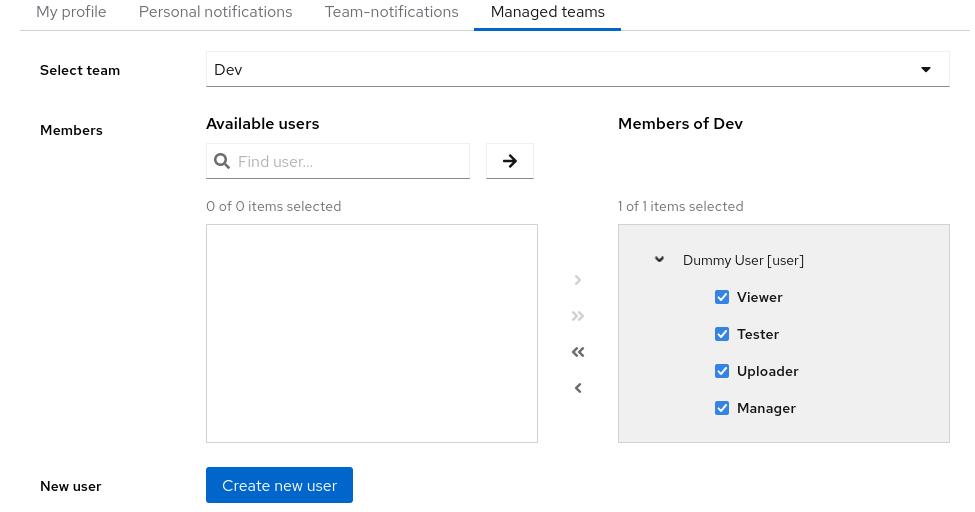 My profile Personal notifications Team-notifications Managed teams
Select team Dev
Members Available users Members of Dev
Find user...
0 of 0 items selected 1 of 1 items selected
Dummy User [user]
Viewer
Tester
Uploader
Manager
New user Create new user